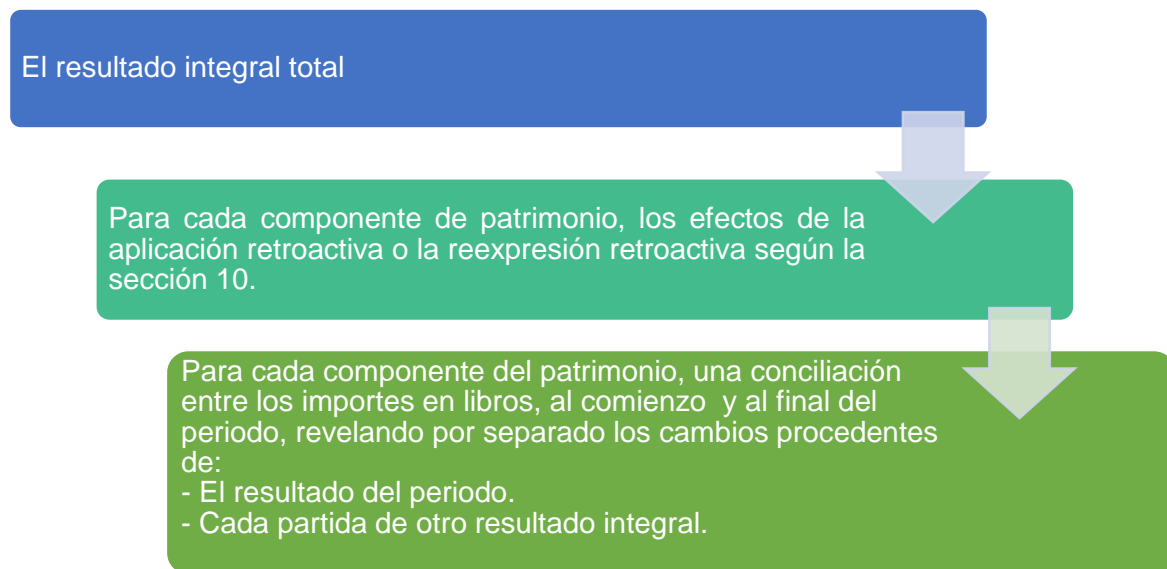 El resultado integral total
Para cada componente de patrimonio, los efectos de la
aplicación retroactiva o la reexpresión retroactiva según la
sección 10.
Para cada componente del patrimonio, una conciliación
entre los importes en libros, al comienzo y al final del
periodo, revelando por separado los cambios procedentes
de:
- El resultado del periodo.
- Cada partida de otro resultado integral.